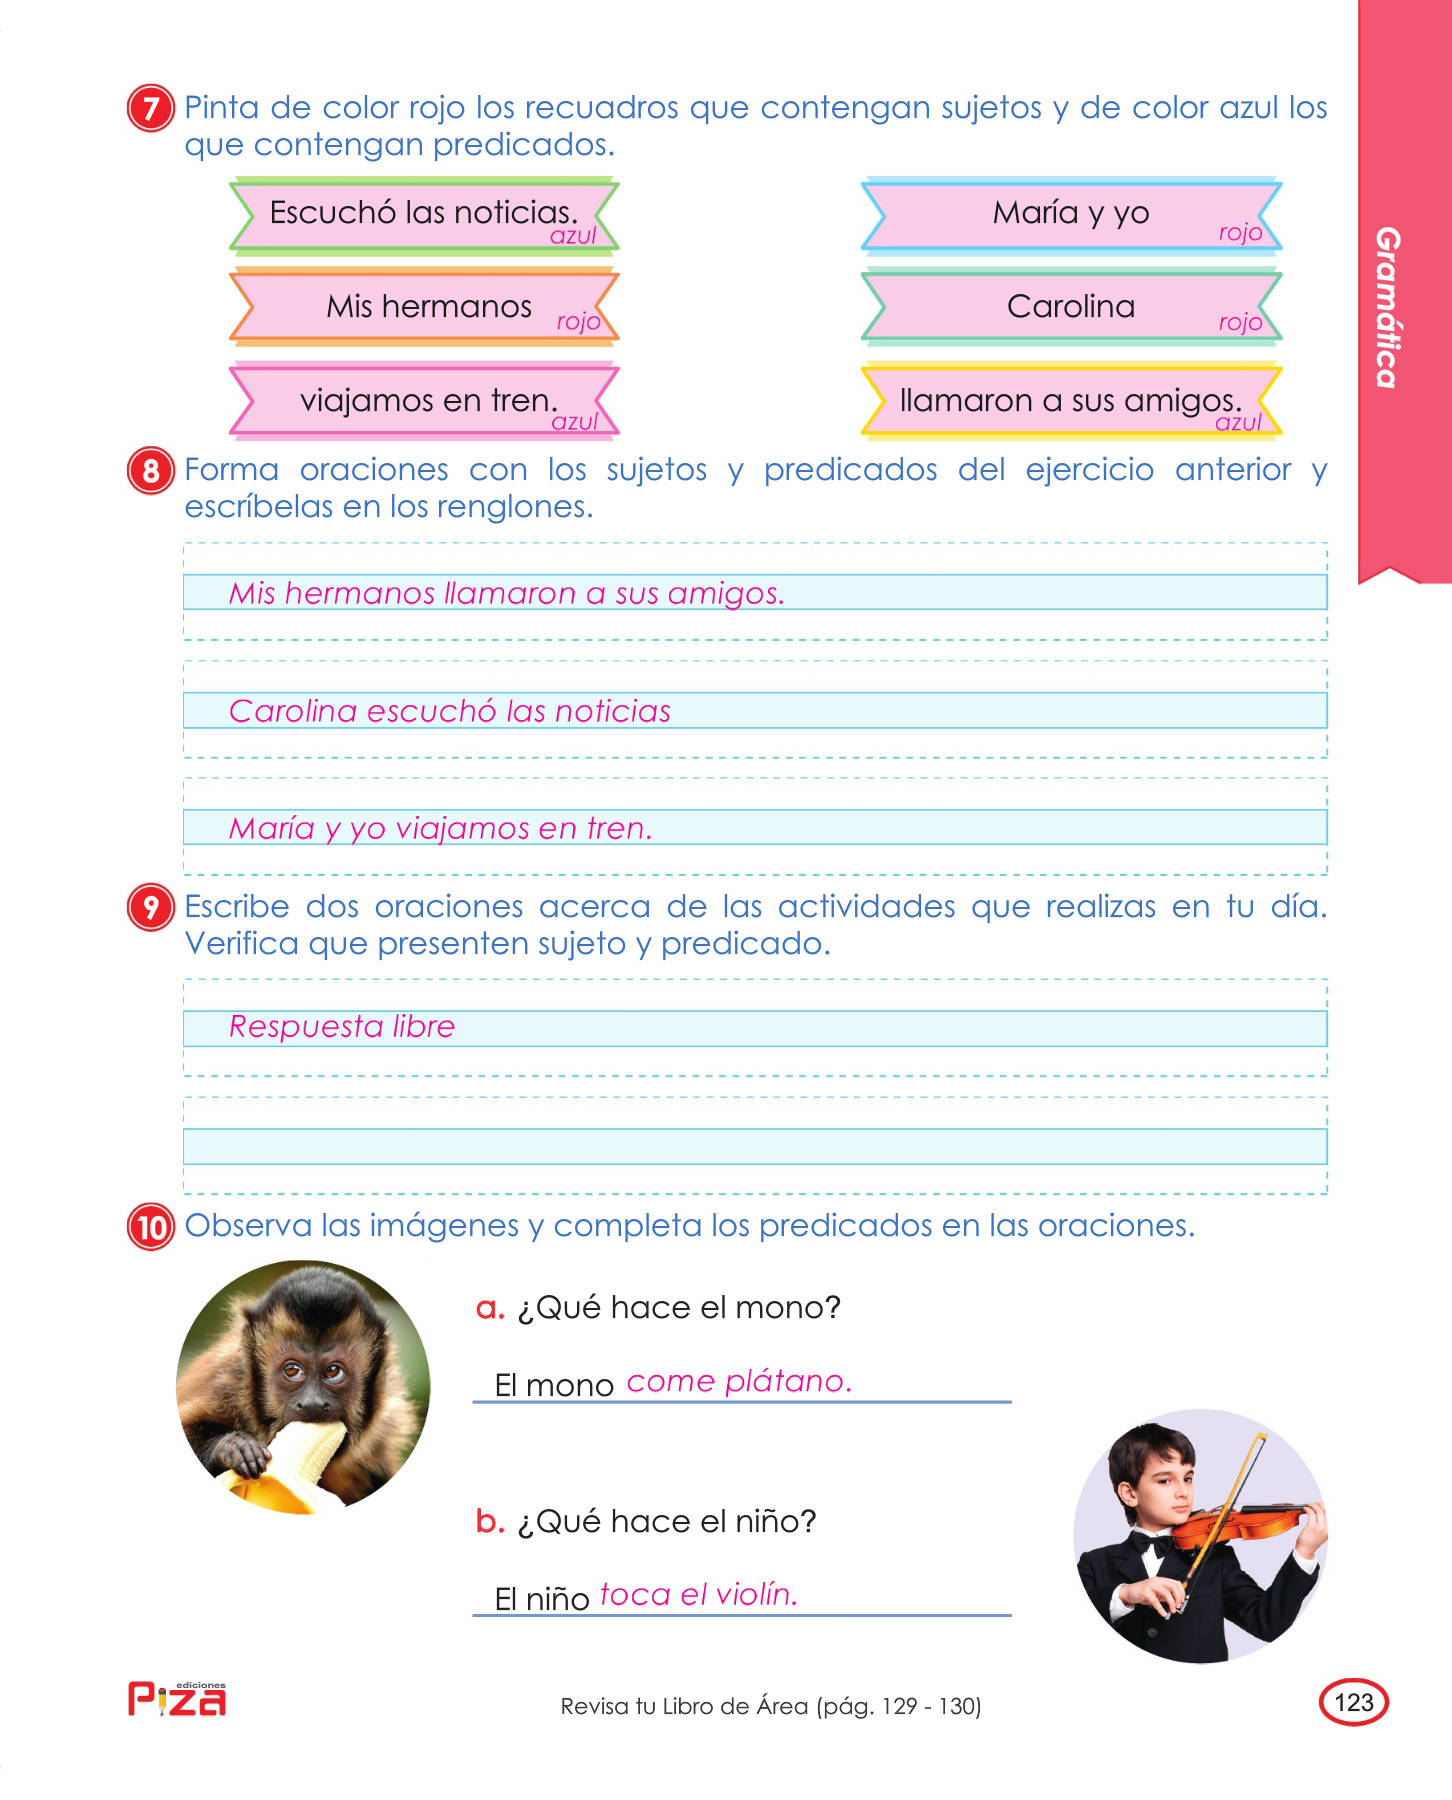 7 Pinta de color rojo los recuadros que contengan sujetos y de color azul los
que contengan predicados.
Escuchó las noticias.
azul
María y yo
rojo
Mis hermanos
rojo
Carolina
rojo
viajamos en tren.
azul
llamaron a sus amigos.
azul
Gramática
8 Forma oraciones con los sujetos y predicados del ejercicio anterior y
escríbelas en los renglones.
Mis hermanos llamaron a sus amigos.
Carolina escuchó las noticias
María y yo viajamos en tren.
9 Escribe dos oraciones acerca de las actividades que realizas en tu día.
Verifica que presenten sujeto y predicado.
Respuesta libre
10 Observa las imágenes y completa los predicados en las oraciones.
a. ¿Qué hace el mono?
El mono come plátano.
b. ¿Qué hace el niño?
El niño toca el violín.
ediciones
Piza
Revisa tu Libro de Área (pág. 129 - 130)
123